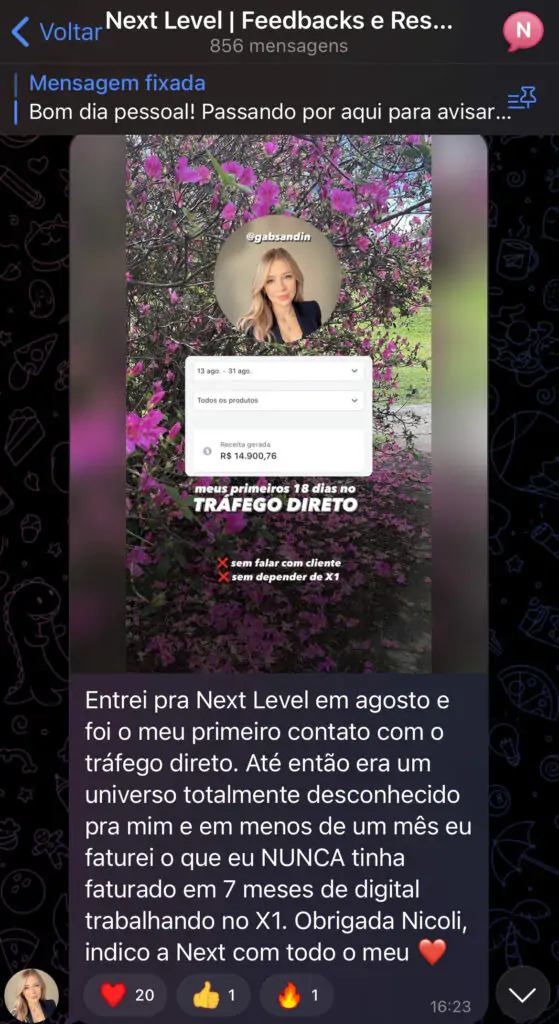 Voltar
Next Level | Feedbacks e Res...
856 mensagens
N
Mensagem fixada
Bom dia pessoal! Passando por aqui para avisar...
@gabsandin
13 ago. - 31 ago.
Todos os produtos
Receita gerada
R$ 14.900,76
meus primeiros 18 dias no
TRÁFEGO DIRETO
❌ sem falar com cliente
❌ sem depender de X1
Entrei pra Next Level em agosto e
foi o meu primeiro contato com o
tráfego direto. Até então era um
universo totalmente desconhecido
pra mim e em menos de um mês eu
faturei o que eu NUNCA tinha
faturado em 7 meses de digital
trabalhando no X1. Obrigada Nicoli,
indico a Next com todo o meu ❤️
❤️ 20 👍 1 🔥 1
16:23